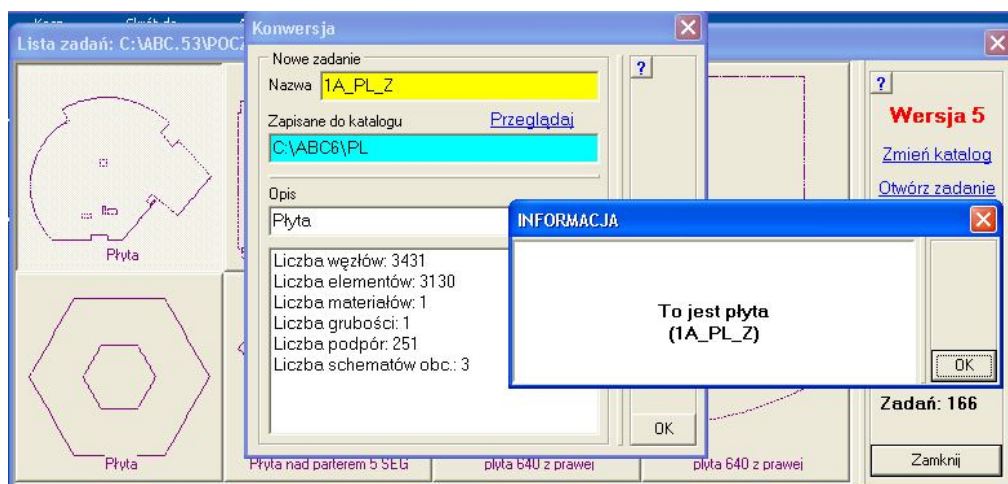 Lista zadań: C:\ABC.53\POCZ
Konwersja
Nowe zadanie
Nazwa 1A_PL_Z
Zapisane do katalogu Przeglądaj
C:\ABC6\PL
Opis
Płyta
Liczba węzłów: 3431
Liczba elementów: 3130
Liczba materiałów: 1
Liczba grubości: 1
Liczba podpór: 251
Liczba schematów obc.: 3
?
OK
INFORMACJA
To jest płyta
(1A_PL_Z)
OK
?
Wersja 5
Zmień katalog
Otwórz zadanie
Zadań: 166
Zamknij
Płyta
Płyta
Płyta nad parterem 5 SEG
płyta 640 z prawej
płyta 640 z prawej